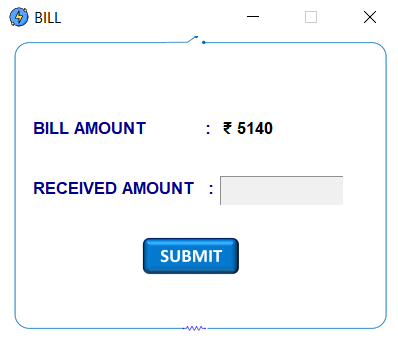 BILL
BILL AMOUNT : ₹ 5140
RECEIVED AMOUNT :
SUBMIT